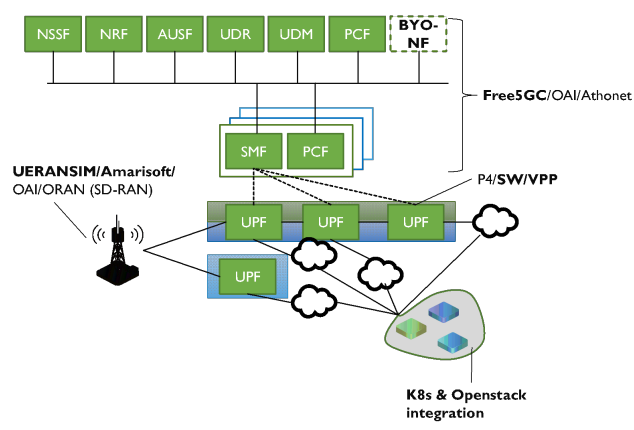 NSSF NRF AUSF UDR UDM PCF BYO-
NF
Free5GC/OAI/Athonet
SMF PCF
UERANSIM/Amarisoft/
OAI/ORAN (SD-RAN)
P4/SW/VPP
UPF UPF UPF
UPF
K8s & Openstack
integration